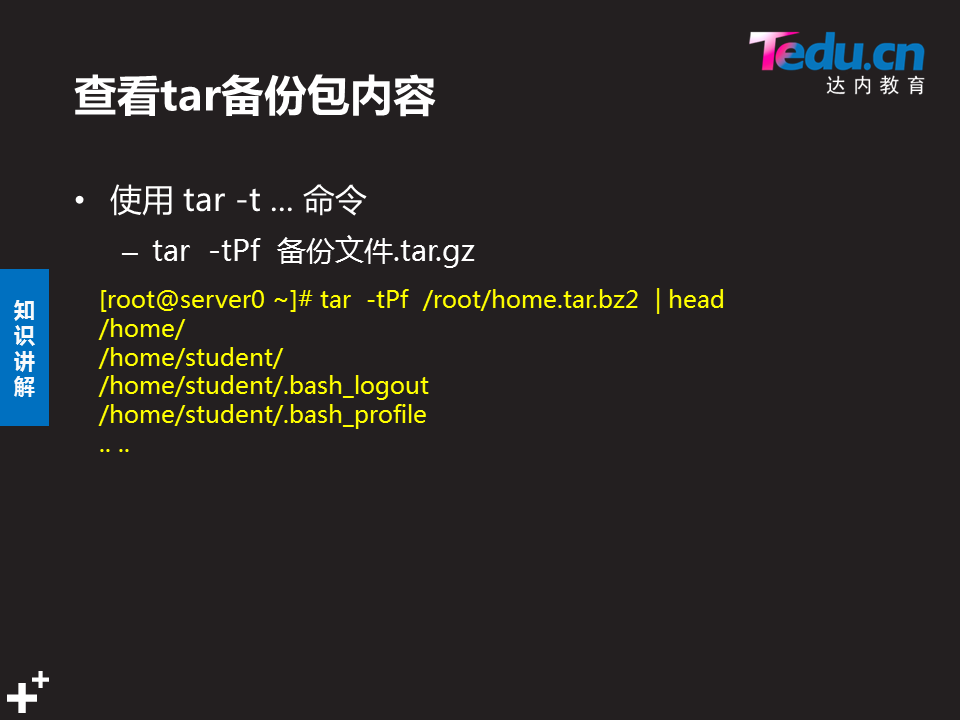 Tedu.cn
达内教育
查看tar备份包内容
• 使用 tar -t ... 命令
– tar -tPf 备份文件.tar.gz
知识讲解
[root@server0 ~]# tar -tPf /root/home.tar.bz2 | head
/home/
/home/student/
/home/student/.bash_logout
/home/student/.bash_profile
.. ..